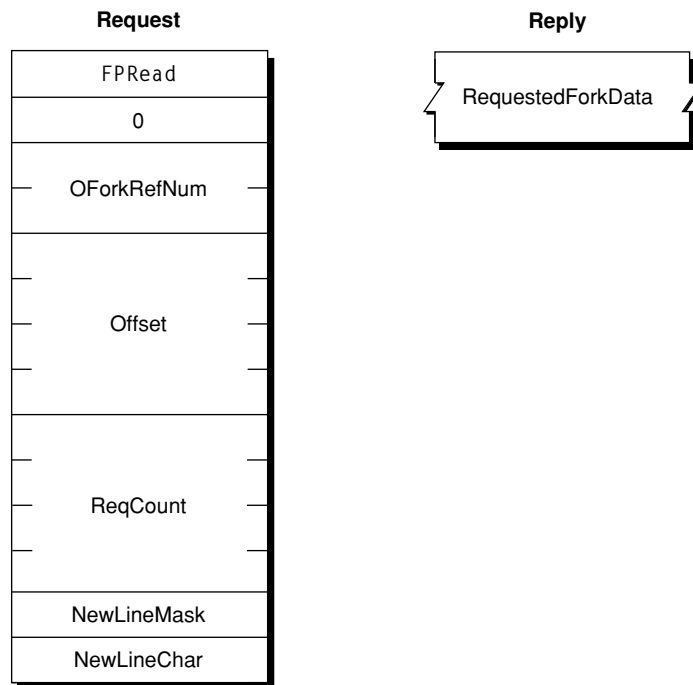 Request
FPRead
0
OForkRefNum
Offset
ReqCount
NewLineMask
NewLineChar
Reply
RequestedForkData